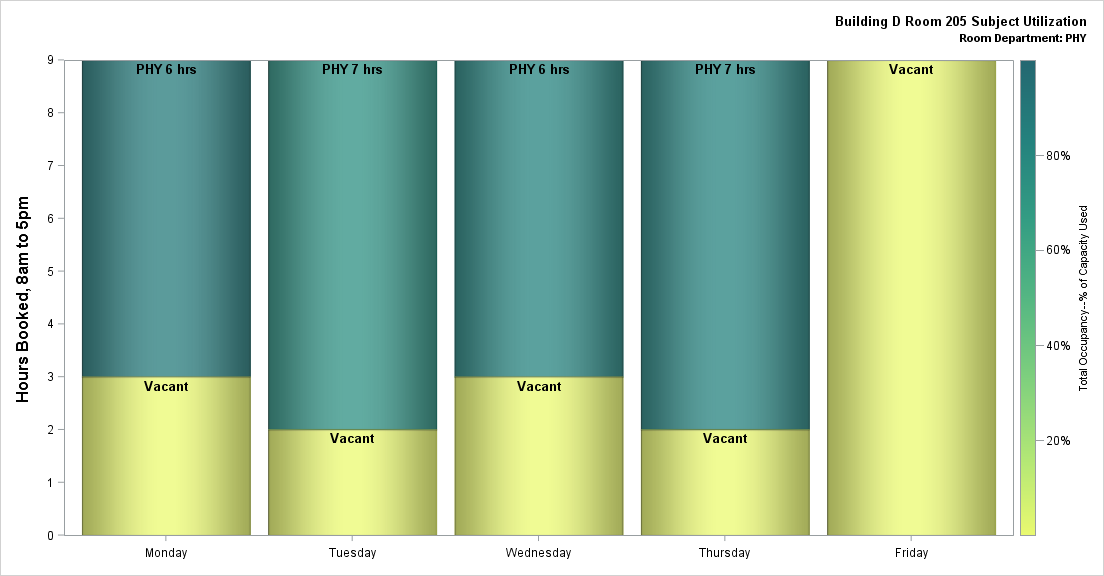 Building D Room 205 Subject Utilization
Room Department: PHY
Hours Booked, 8am to 5pm
9
8
7
6
5
4
3
2
1
0
PHY 6 hrs
PHY 7 hrs
PHY 6 hrs
PHY 7 hrs
Vacant
Vacant
Vacant
Vacant
Vacant
Monday
Tuesday
Wednesday
Thursday
Friday
80%
60%
40%
20%
Total Occupancy--% of Capacity Used